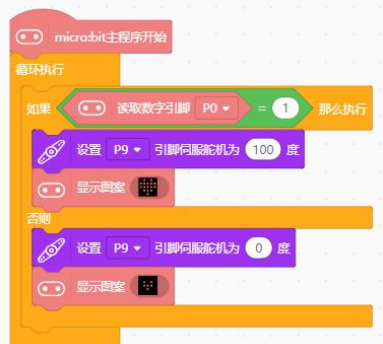 micro:bit主程序开始
循环执行
如果 读取数字引脚 P0 = 1 那么执行
设置 P9 引脚伺服舵机为 100 度
显示图案
否则
设置 P9 引脚伺服舵机为 0 度
显示图案